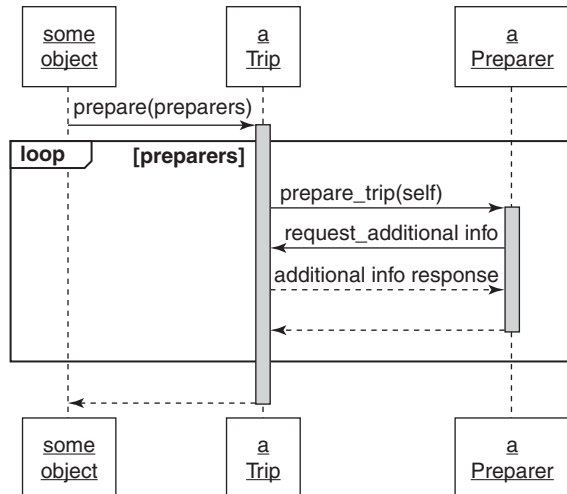 some
object
a
Trip
a
Preparer
prepare(preparers)
loop
[preparers]
prepare_trip(self)
request_additional info
additional info response
some
object
a
Trip
a
Preparer